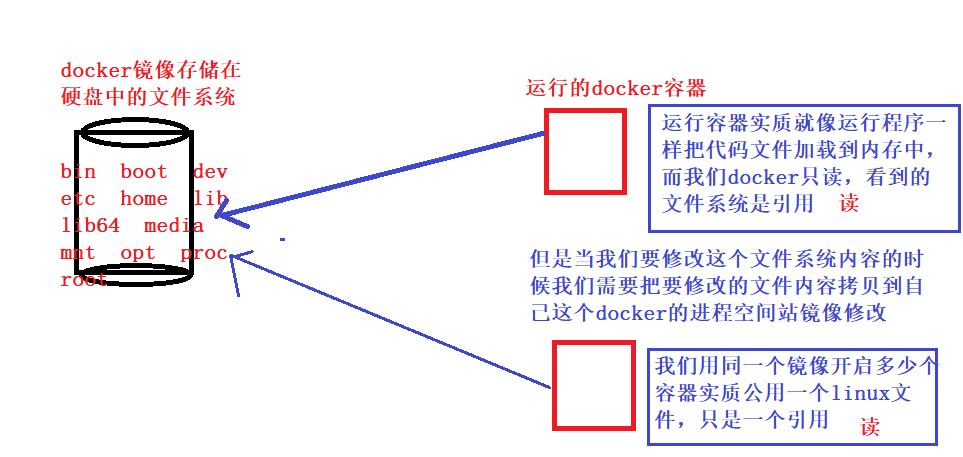 docker镜像存储在
硬盘中的文件系统
bin boot dev
etc home lib
lib64 media
mnt opt proc
root
运行的docker容器
运行容器实质就像运行程序一
样把代码文件加载到内存中，
而我们docker只读，看到的
文件系统是引用 读
但是当我们要修改这个文件系统内容的时
候我们需要把要修改的文件内容拷贝到自
己这个docker的进程空间站镜像修改
我们用同一个镜像开启多少个
容器实质公用一个linux文
件，只是一个引用 读